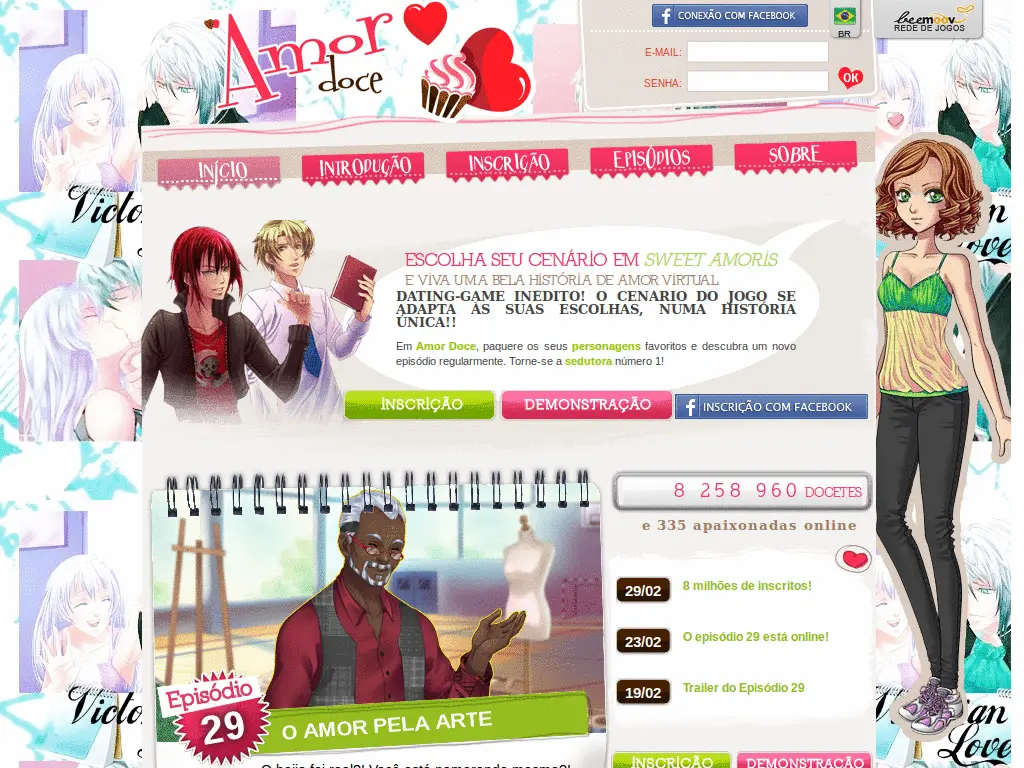 Amor
doce
CONEXÃO COM FACEBOOK
BR
beemoov
REDE DE JOGOS
E-MAIL:
SENHA:
OK
INÍCIO
INTRODUÇÃO
INSCRIÇÃO
EPISÓDIOS
SOBRE
ESCOLHA SEU CENÁRIO EM SWEET AMORIS
E VIVA UMA BELA HISTÓRIA DE AMOR VIRTUAL
DATING-GAME INEDITO! O CENARIO DO JOGO SE
ADAPTA ÀS SUAS ESCOLHAS, NUMA HISTÓRIA
ÚNICA!!
Em Amor Doce, paquere os seus personagens favoritos e descubra um novo
episódio regularmente. Torne-se a sedutora número 1!
INSCRIÇÃO
DEMONSTRAÇÃO
INSCRIÇÃO COM FACEBOOK
8 258 960 DOCETES
e 335 apaixonadas online
29/02
8 milhões de inscritos!
23/02
O episódio 29 está online!
19/02
Trailer do Episódio 29
Episódio
29
O AMOR PELA ARTE
O beijo foi real?! Você está namorando mesmo?!
INSCRIÇÃO
DEMONSTRAÇÃO